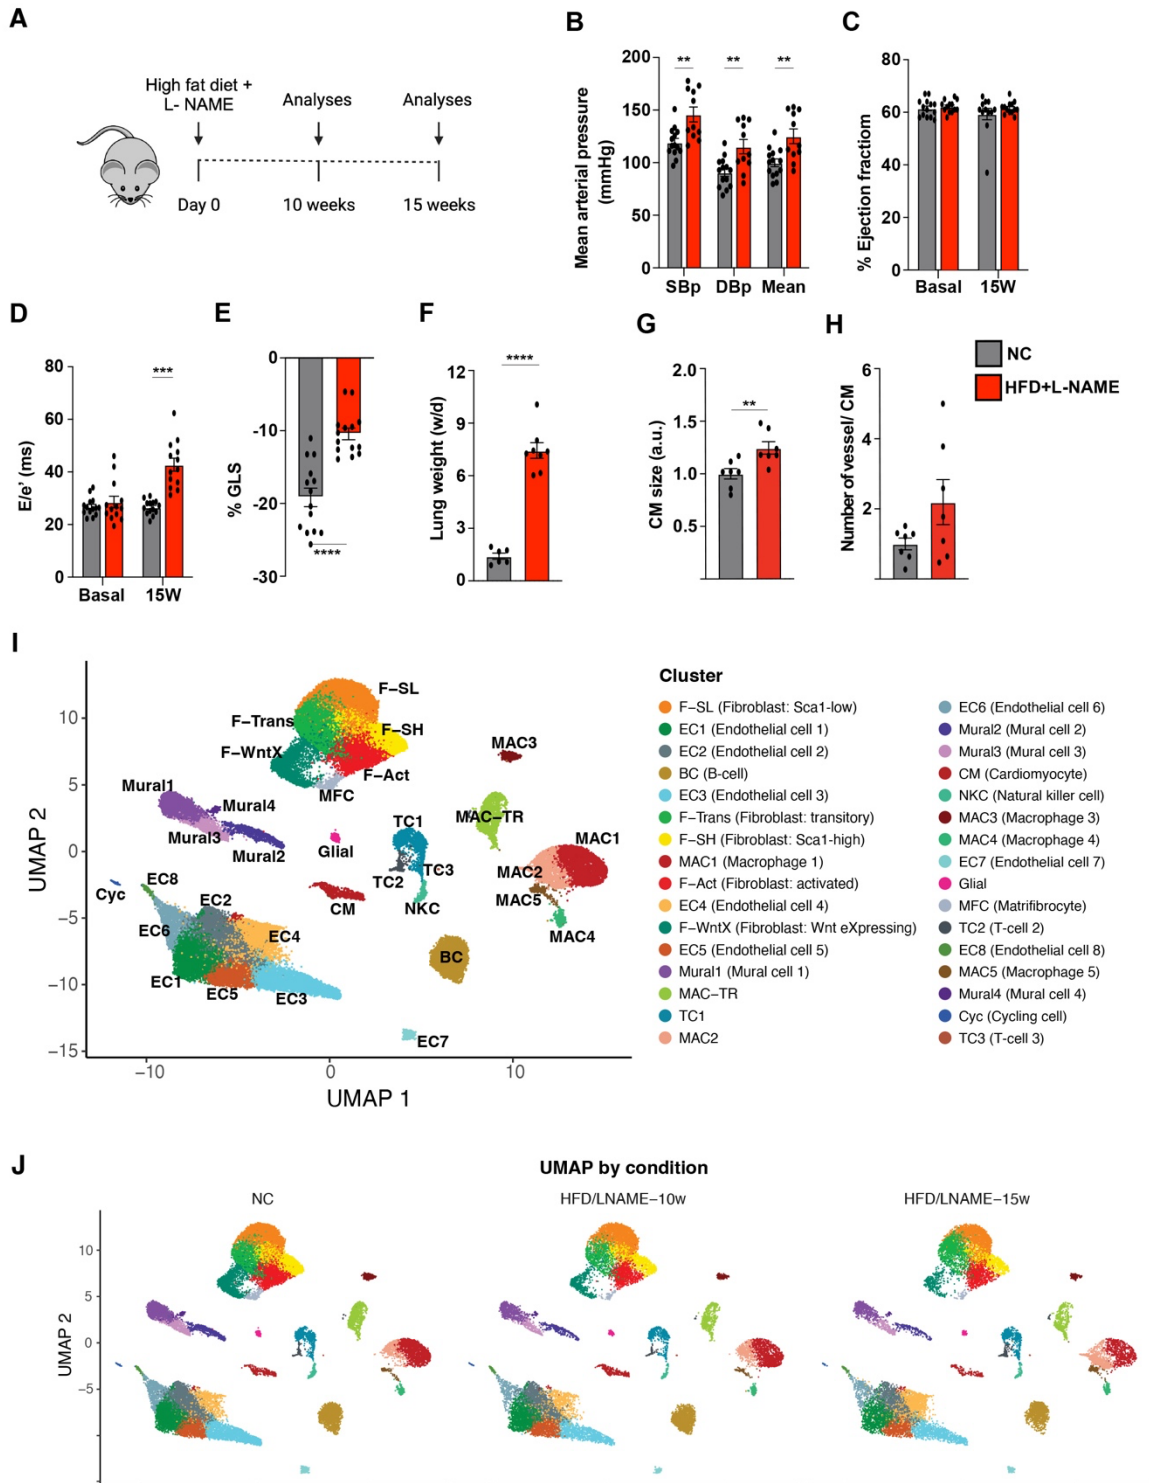 A
High fat diet +
L- NAME
Analyses
Analyses
Day 0
10 weeks
15 weeks
B
Mean arterial pressure
(mmHg)
200
150
100
50
0
**
**
**
SBp
DBp
Mean
C
% Ejection fraction
80
60
40
20
0
Basal
15W
D
E/e' (ms)
80
60
40
20
0
***
Basal
15W
E
% GLS
0
-10
-20
-30
****
F
Lung weight (w/d)
12
9
6
3
0
****
G
CM size (a.u.)
2.0
1.5
1.0
0.5
**
H
Number of vessel/ CM
6
4
2
NC
HFD+L-NAME
I
UMAP 2
10
5
0
−5
−10
−15
−10
0
10
UMAP 1
F−SL
F−Trans
F−SH
F−WntX
F−Act
MFC
MAC3
Mural1
Mural4
Mural3
Mural2
Glial
TC1
MAC−TR
MAC1
MAC2
TC3
TC2
MAC5
NKC
CM
MAC4
EC8
Cyc
EC2
EC6
EC4
BC
EC1
EC5
EC3
EC7
Cluster
F−SL (Fibroblast: Sca1-low)
EC1 (Endothelial cell 1)
EC2 (Endothelial cell 2)
BC (B-cell)
EC3 (Endothelial cell 3)
F−Trans (Fibroblast: transitory)
F−SH (Fibroblast: Sca1-high)
MAC1 (Macrophage 1)
F−Act (Fibroblast: activated)
EC4 (Endothelial cell 4)
F−WntX (Fibroblast: Wnt eXpressing)
EC5 (Endothelial cell 5)
Mural1 (Mural cell 1)
MAC−TR
TC1
MAC2
EC6 (Endothelial cell 6)
Mural2 (Mural cell 2)
Mural3 (Mural cell 3)
CM (Cardiomyocyte)
NKC (Natural killer cell)
MAC3 (Macrophage 3)
MAC4 (Macrophage 4)
EC7 (Endothelial cell 7)
Glial
MFC (Matrifibrocyte)
TC2 (T-cell 2)
EC8 (Endothelial cell 8)
MAC5 (Macrophage 5)
Mural4 (Mural cell 4)
Cyc (Cycling cell)
TC3 (T-cell 3)
J
UMAP by condition
NC
HFD/LNAME−10w
HFD/LNAME−15w
UMAP 2
10
5
0
−5